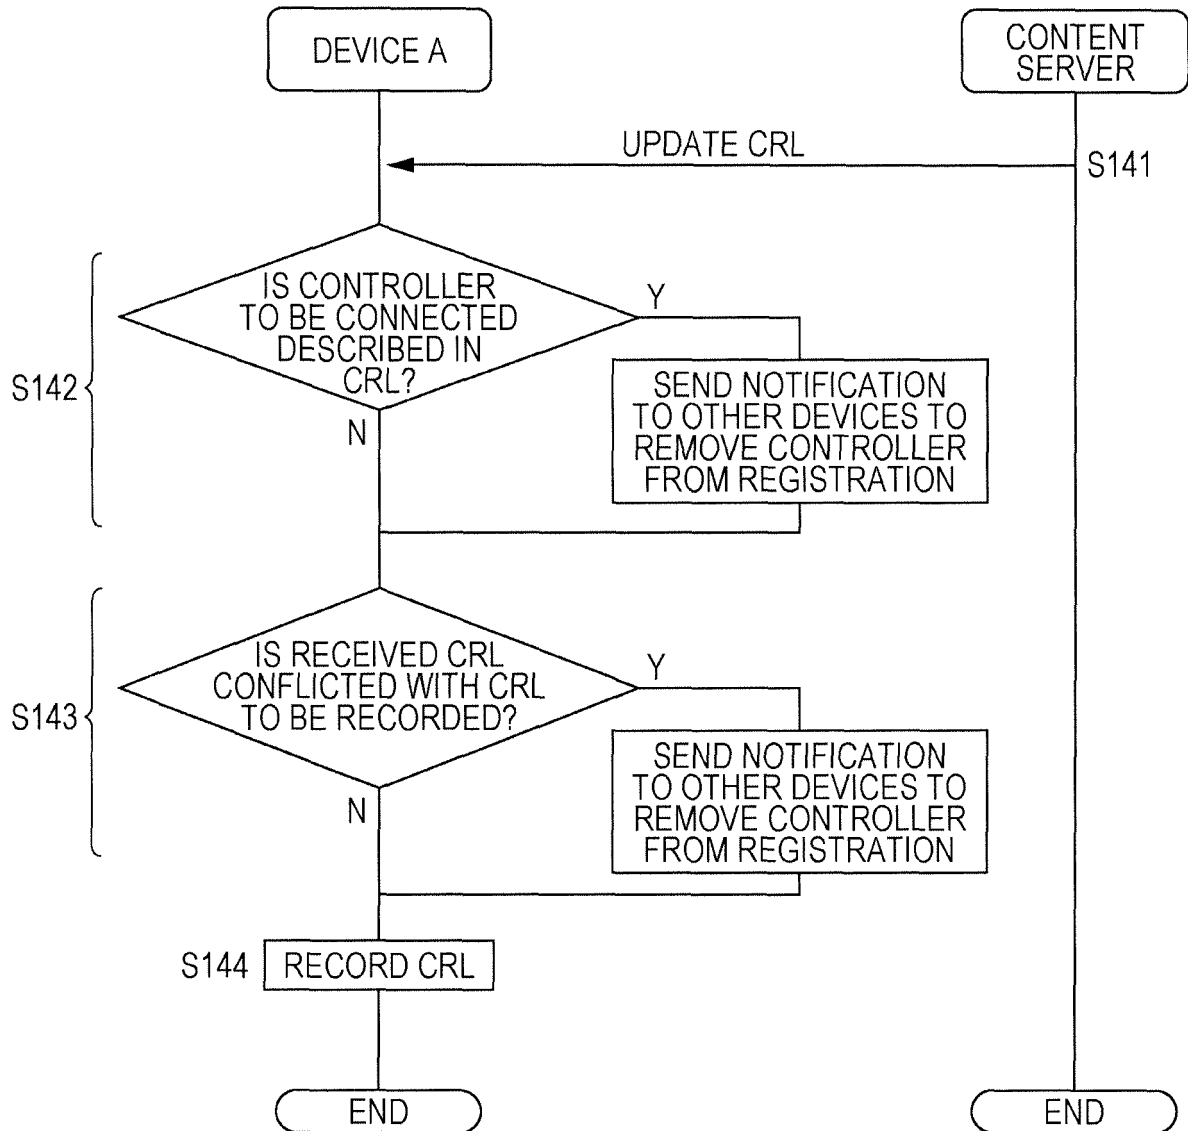 DEVICE A
CONTENT
SERVER
UPDATE CRL
S141
IS CONTROLLER
TO BE CONNECTED
DESCRIBED IN
CRL?
Y
S142
N
SEND NOTIFICATION
TO OTHER DEVICES TO
REMOVE CONTROLLER
FROM REGISTRATION
IS RECEIVED CRL
CONFLICTED WITH CRL
TO BE RECORDED?
Y
S143
N
SEND NOTIFICATION
TO OTHER DEVICES TO
REMOVE CONTROLLER
FROM REGISTRATION
S144
RECORD CRL
END
END